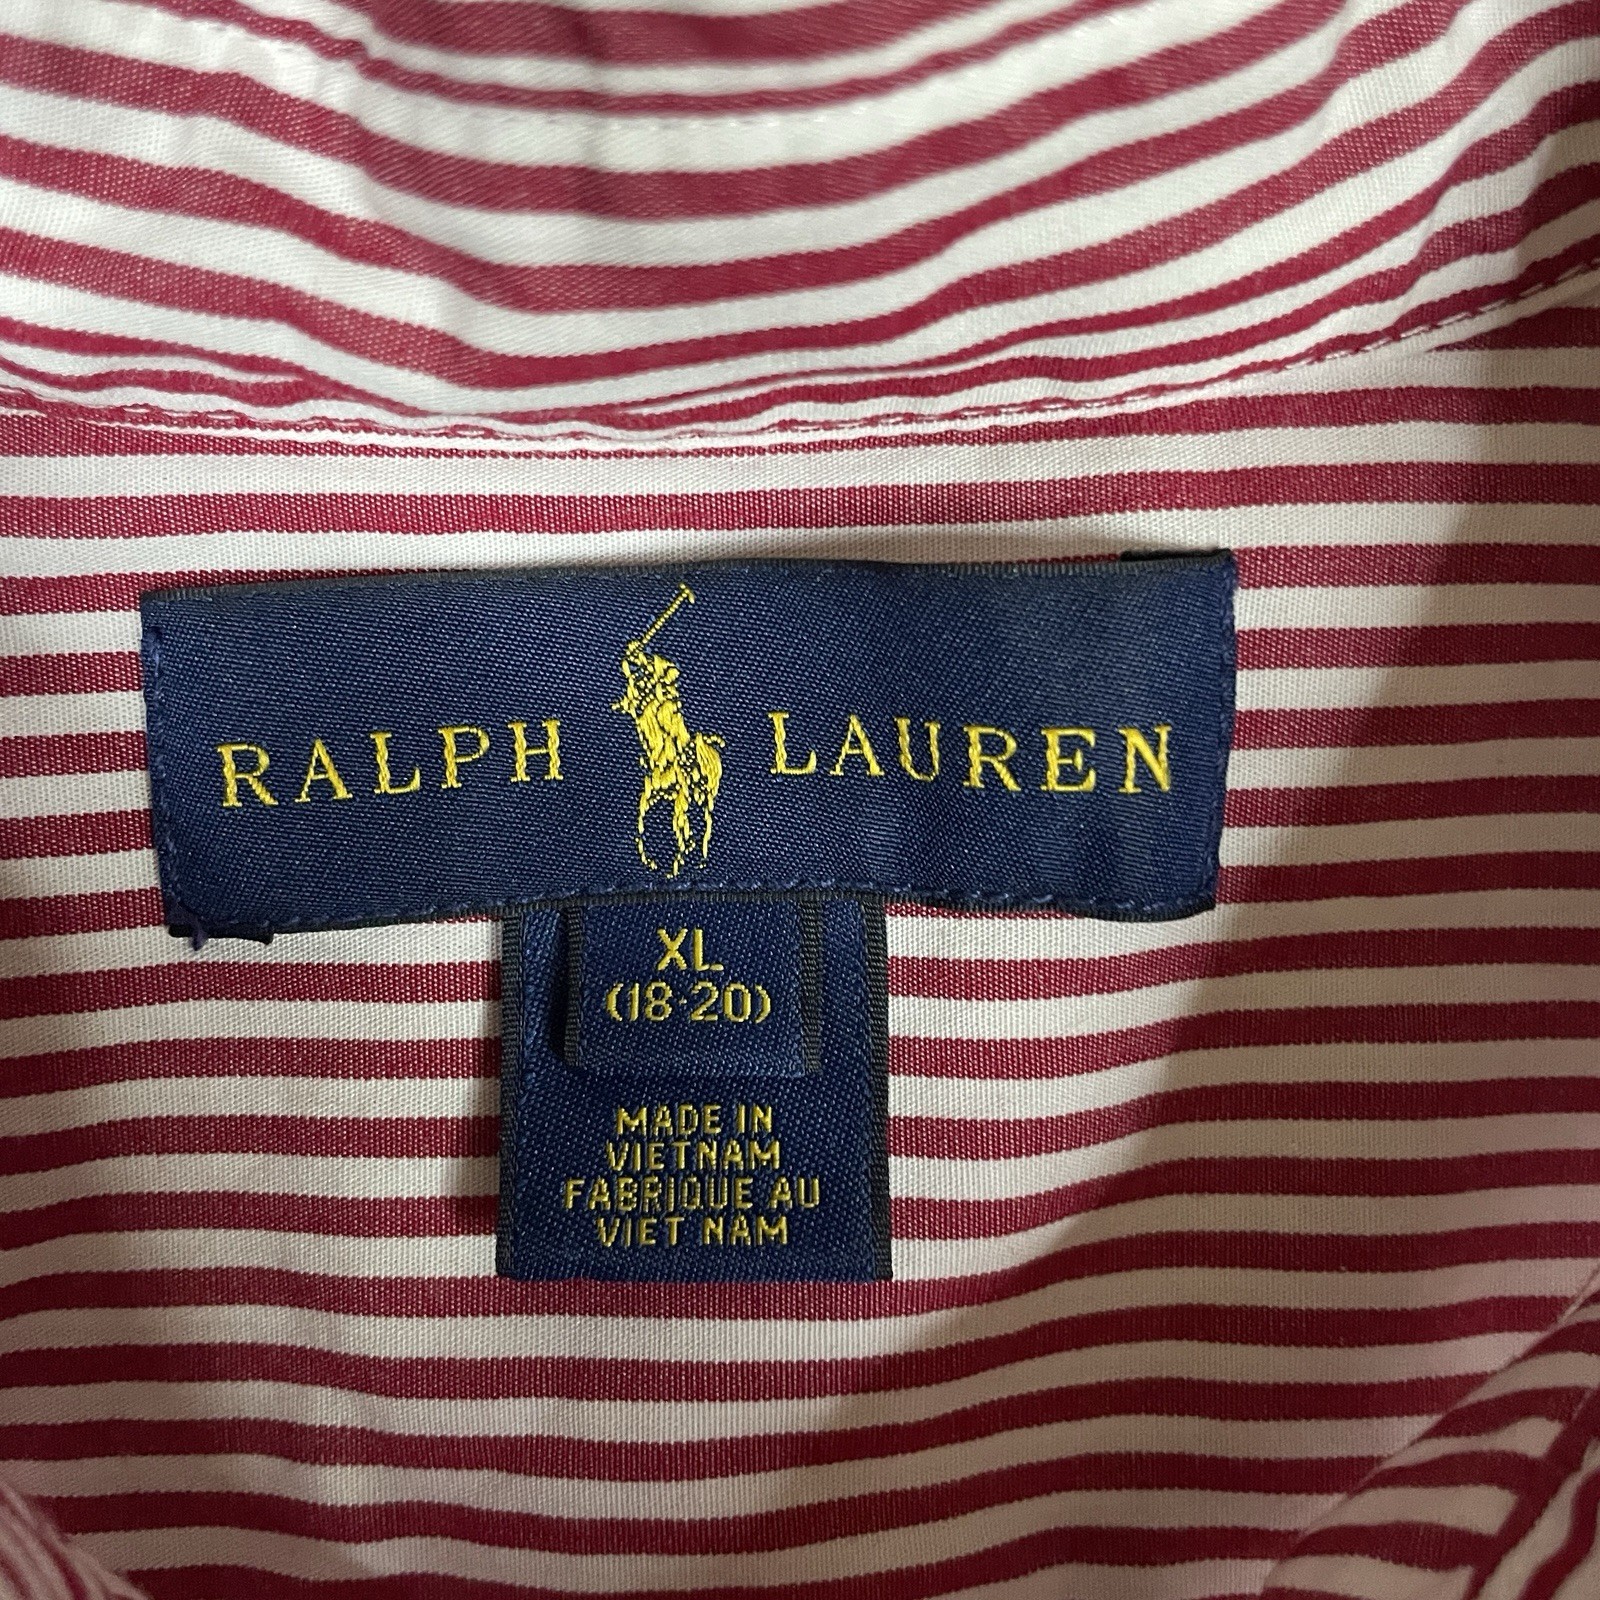 RALPH LAUREN
XL
(18-20)
MADE IN
VIETNAM
FABRIQUE AU
VIET NAM